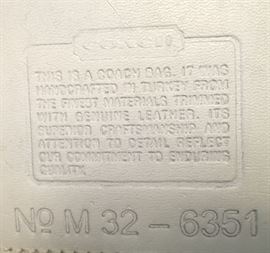 COACH
THIS IS A COACH BAG. IT WAS
HANDCRAFTED IN TURKEY FROM
THE FINEST MATERIALS TRIMMED
WITH GENUINE LEATHER. ITS
SUPERIOR CRAFTSMANSHIP AND
ATTENTION TO DETAIL REFLECT
OUR COMMITMENT TO ENDURING
QUALITY.
No M 32 - 6351